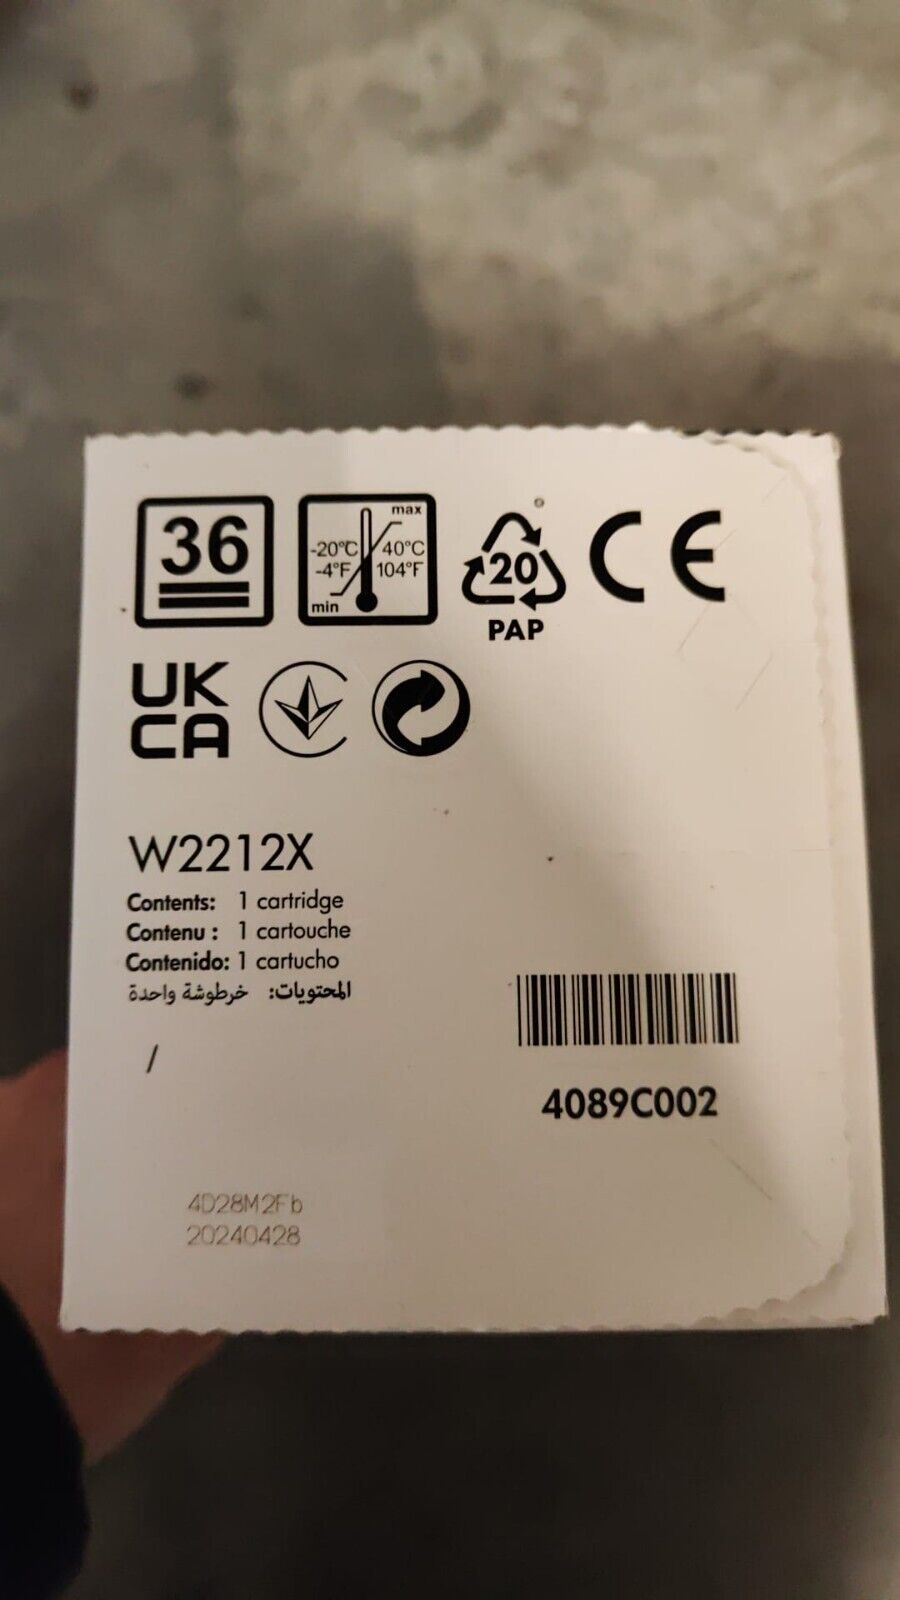 36
max
-20°C 40°C
-4°F 104°F
min
20
PAP
CE
UK
CA
W2212X
Contents: 1 cartridge
Contenu : 1 cartouche
Contenido: 1 cartucho
المحتويات: خرطوشة واحدة
/
4089C002
4D28M2Fb
20240428